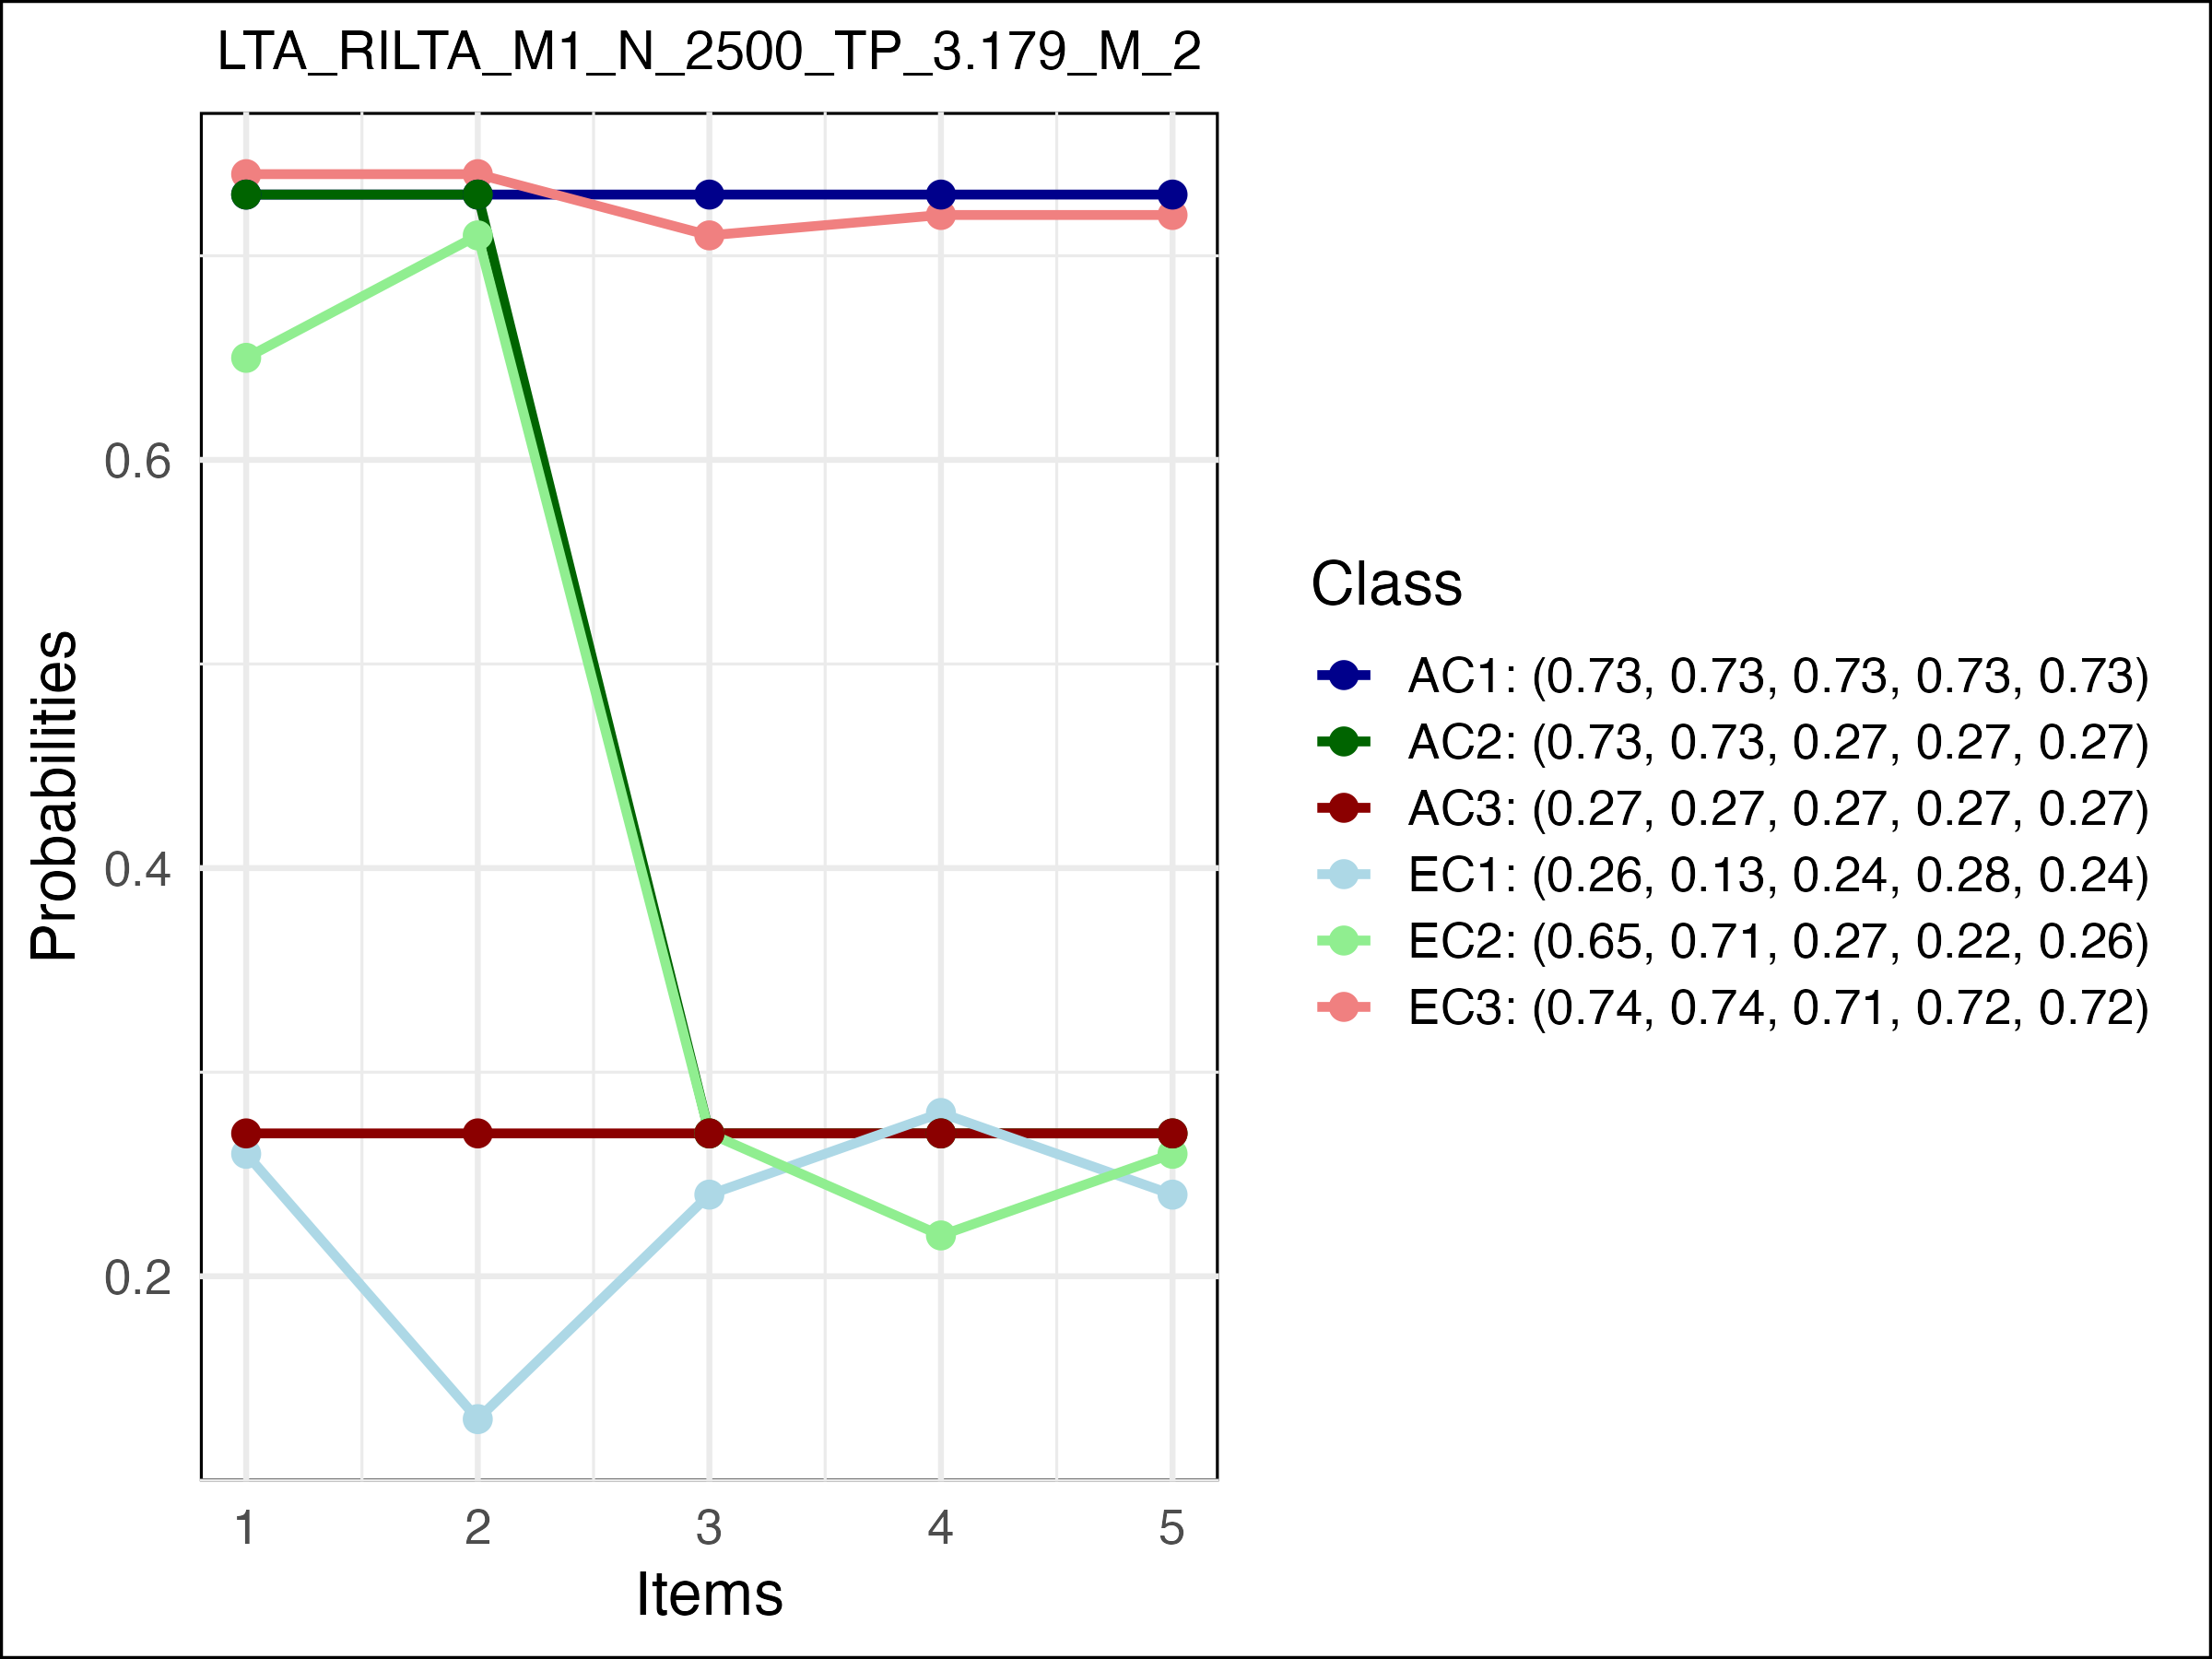 LTA_RILTA_M1_N_2500_TP_3.179_M_2
Probabilities
0.6
0.4
0.2
1 2 3 4 5
Items
Class
AC1: (0.73, 0.73, 0.73, 0.73, 0.73)
AC2: (0.73, 0.73, 0.27, 0.27, 0.27)
AC3: (0.27, 0.27, 0.27, 0.27, 0.27)
EC1: (0.26, 0.13, 0.24, 0.28, 0.24)
EC2: (0.65, 0.71, 0.27, 0.22, 0.26)
EC3: (0.74, 0.74, 0.71, 0.72, 0.72)